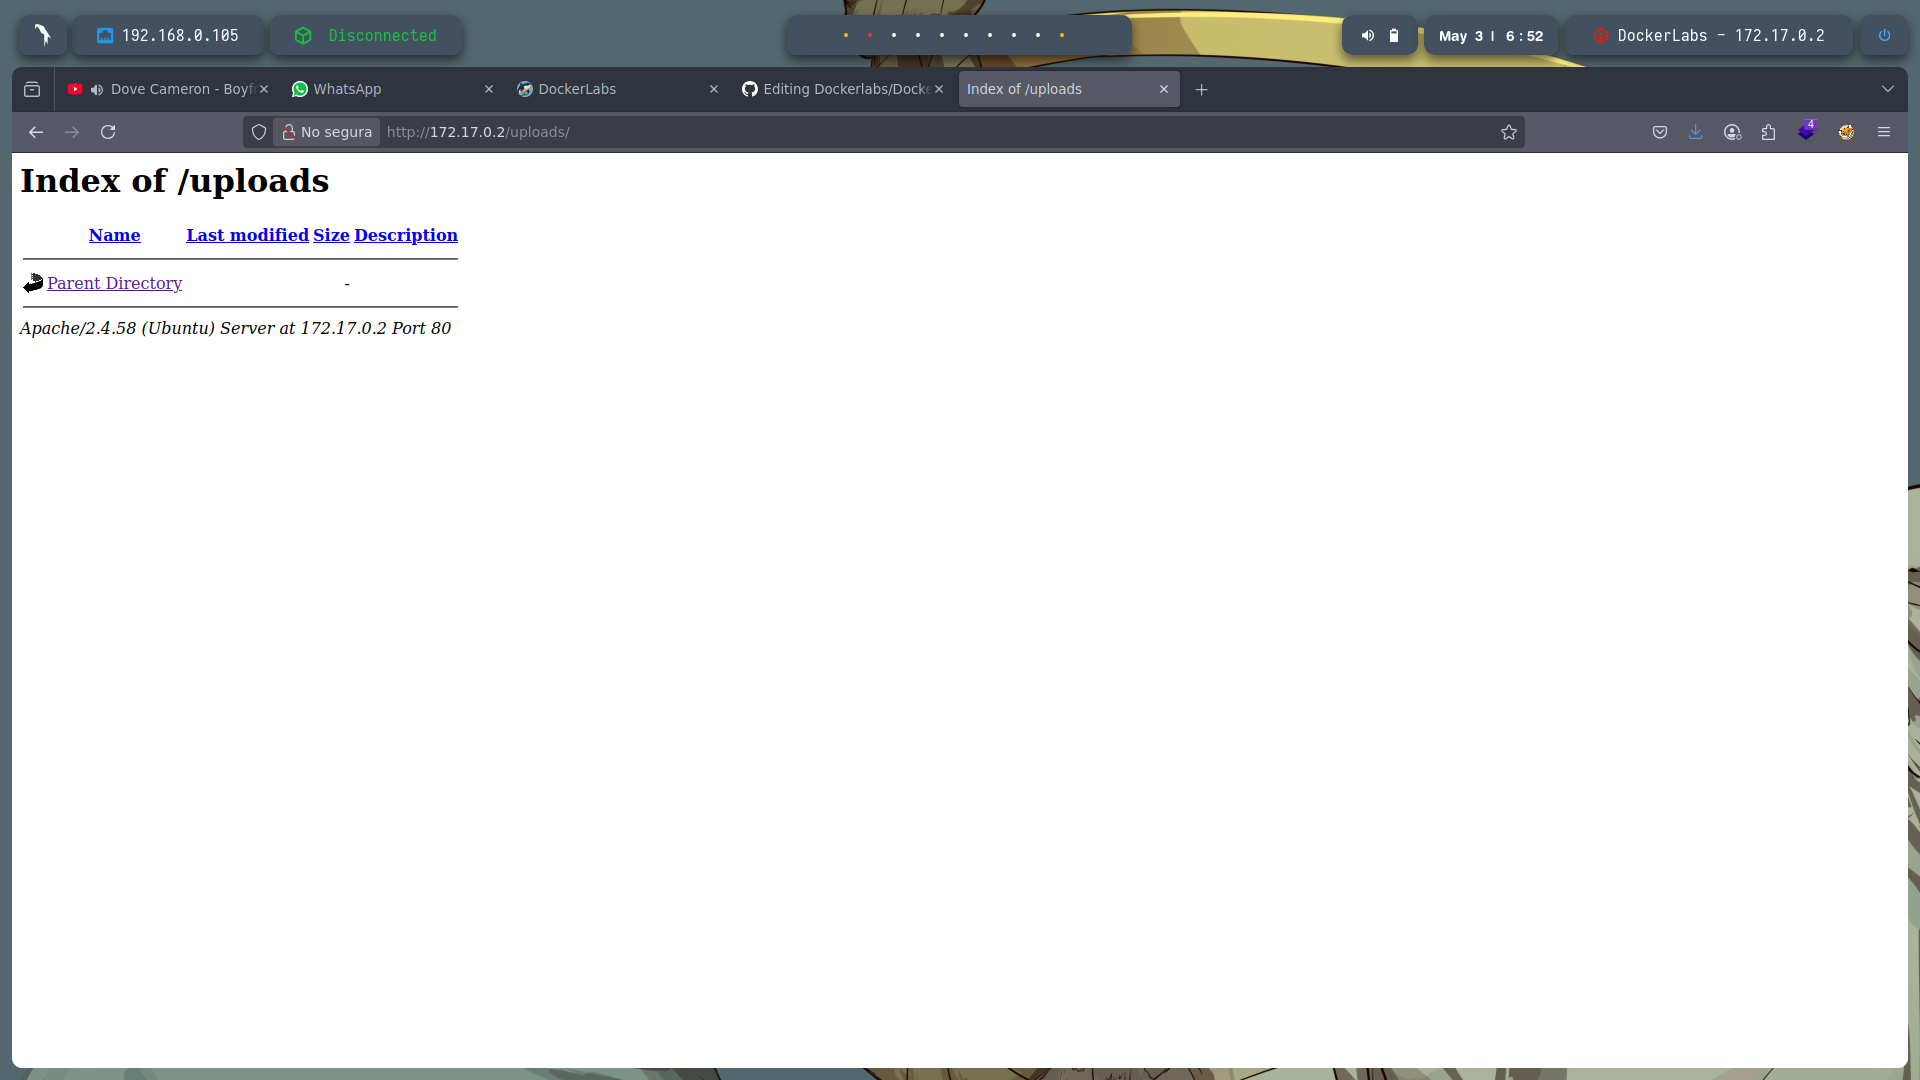 192.168.0.105
Disconnected
May 3 | 6:52
DockerLabs - 172.17.0.2
Dove Cameron - Boyf
WhatsApp
DockerLabs
Editing Dockerlabs/Docke
Index of /uploads
No segura
http://172.17.0.2/uploads/
4
Index of /uploads
Name Last modified Size Description
Parent Directory -
Apache/2.4.58 (Ubuntu) Server at 172.17.0.2 Port 80